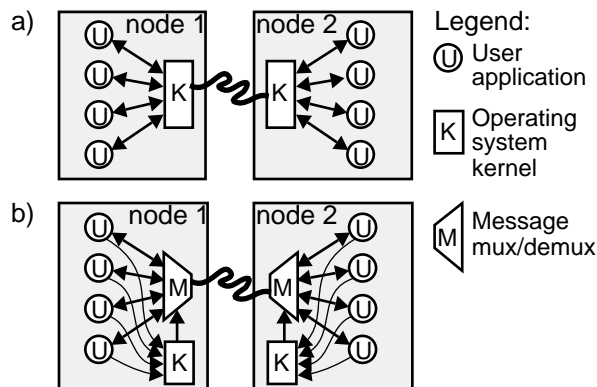 a)
node 1
node 2
Legend:
U
U
U
U
K
K
U
U
U
U
U User
application
K Operating
system
kernel
b)
node 1
node 2
M Message
mux/demux
U
U
U
U
M
M
K
K
U
U
U
U